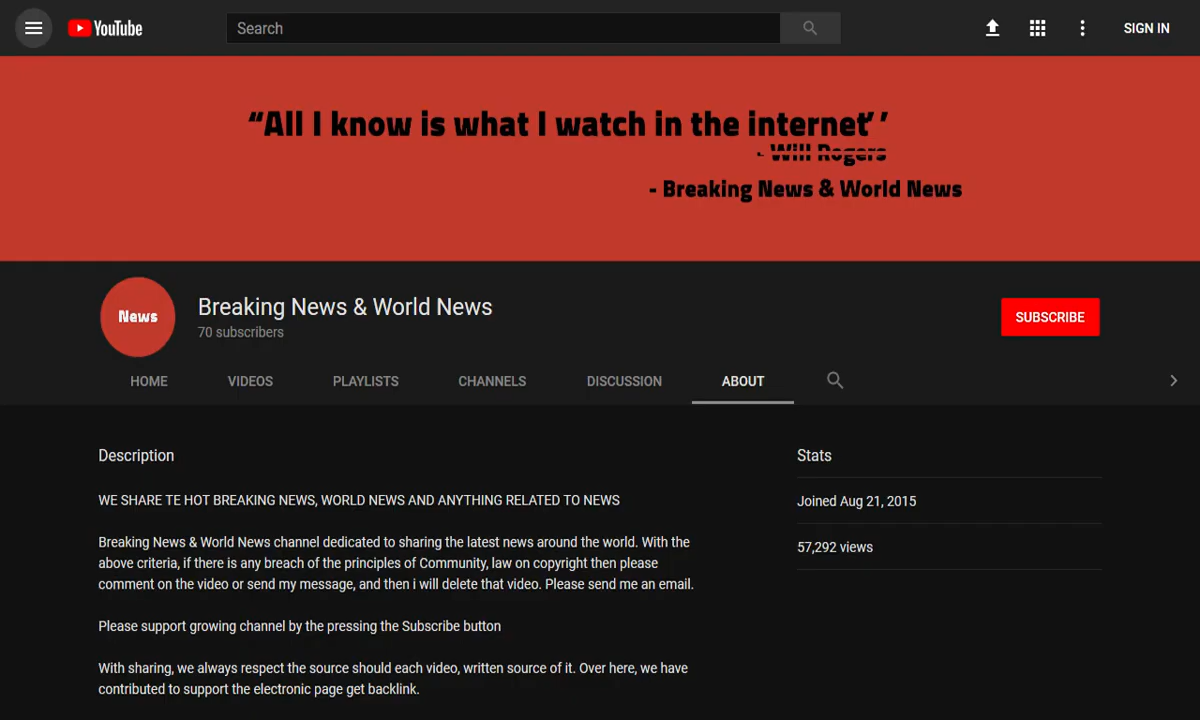 YouTube
Search
SIGN IN
“All I know is what I watch in the internet’’
- Will Rogers
- Breaking News & World News
News
Breaking News & World News
70 subscribers
SUBSCRIBE
HOME VIDEOS PLAYLISTS CHANNELS DISCUSSION ABOUT
Description
WE SHARE TE HOT BREAKING NEWS, WORLD NEWS AND ANYTHING RELATED TO NEWS
Breaking News & World News channel dedicated to sharing the latest news around the world. With the
above criteria, if there is any breach of the principles of Community, law on copyright then please
comment on the video or send my message, and then i will delete that video. Please send me an email.
Please support growing channel by the pressing the Subscribe button
With sharing, we always respect the source should each video, written source of it. Over here, we have
contributed to support the electronic page get backlink.
Stats
Joined Aug 21, 2015
57,292 views